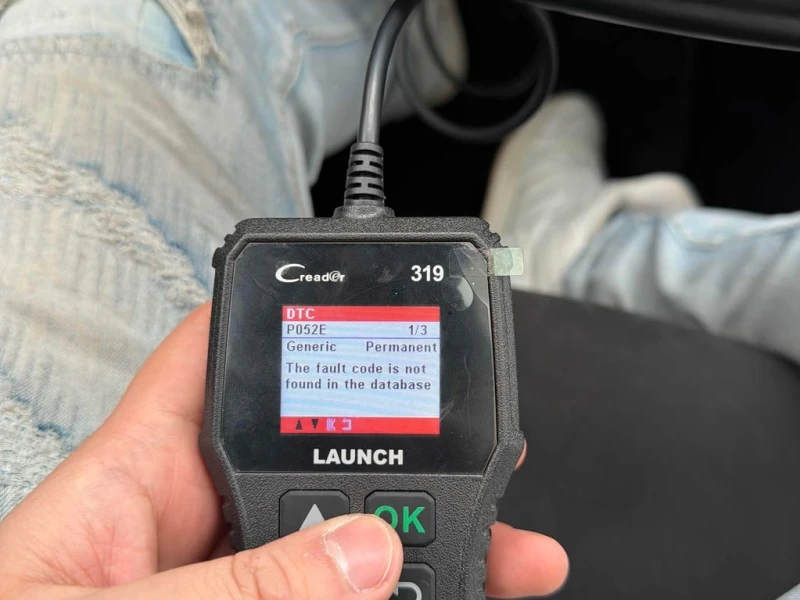 Creader 319
DTC
P052E 1/3
Generic Permanent
The fault code is not
found in the database
OK
LAUNCH
OK